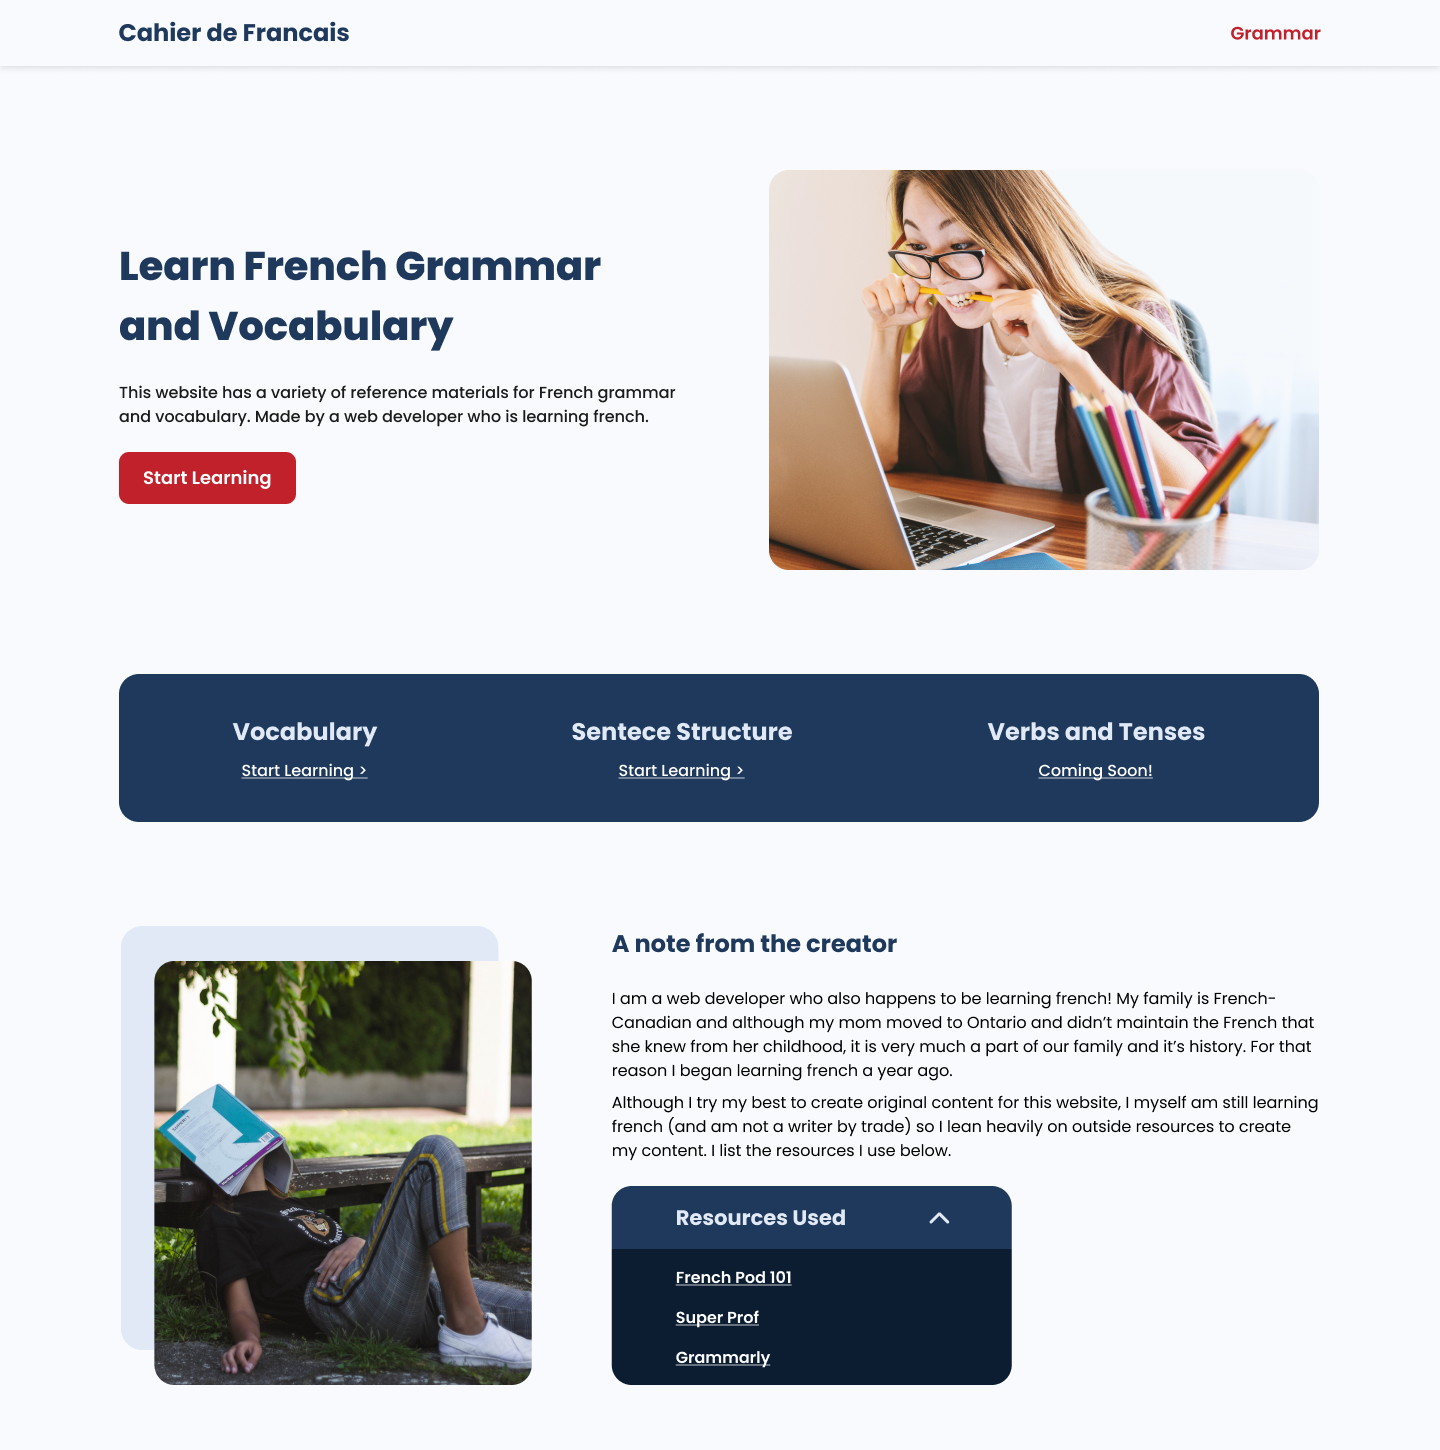 Cahier de Francais
Grammar
Learn French Grammar
and Vocabulary
This website has a variety of reference materials for French grammar
and vocabulary. Made by a web developer who is learning french.
Start Learning
Vocabulary
Start Learning >
Sentece Structure
Start Learning >
Verbs and Tenses
Coming Soon!
A note from the creator
I am a web developer who also happens to be learning french! My family is French-
Canadian and although my mom moved to Ontario and didn’t maintain the French that
she knew from her childhood, it is very much a part of our family and it’s history. For that
reason I began learning french a year ago.
Although I try my best to create original content for this website, I myself am still learning
french (and am not a writer by trade) so I lean heavily on outside resources to create
my content. I list the resources I use below.
Resources Used
French Pod 101
Super Prof
Grammarly